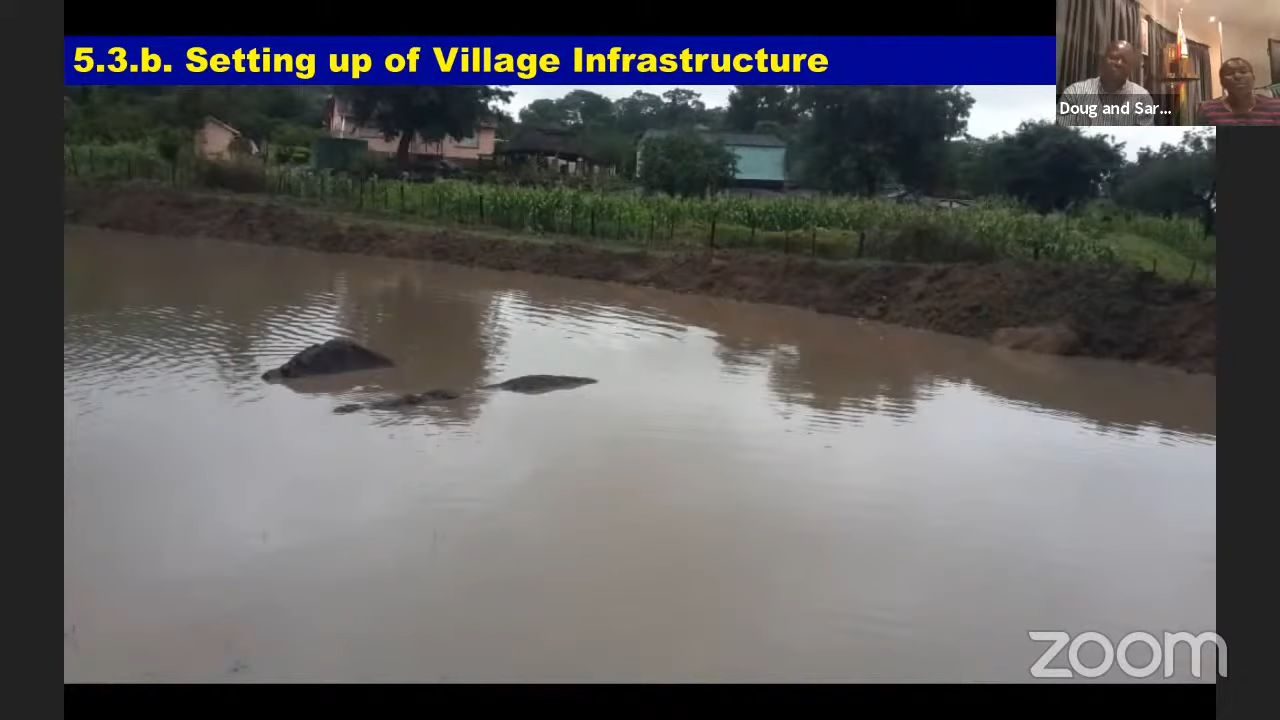 5.3.b. Setting up of Village Infrastructure
Doug and Sar...
zoom